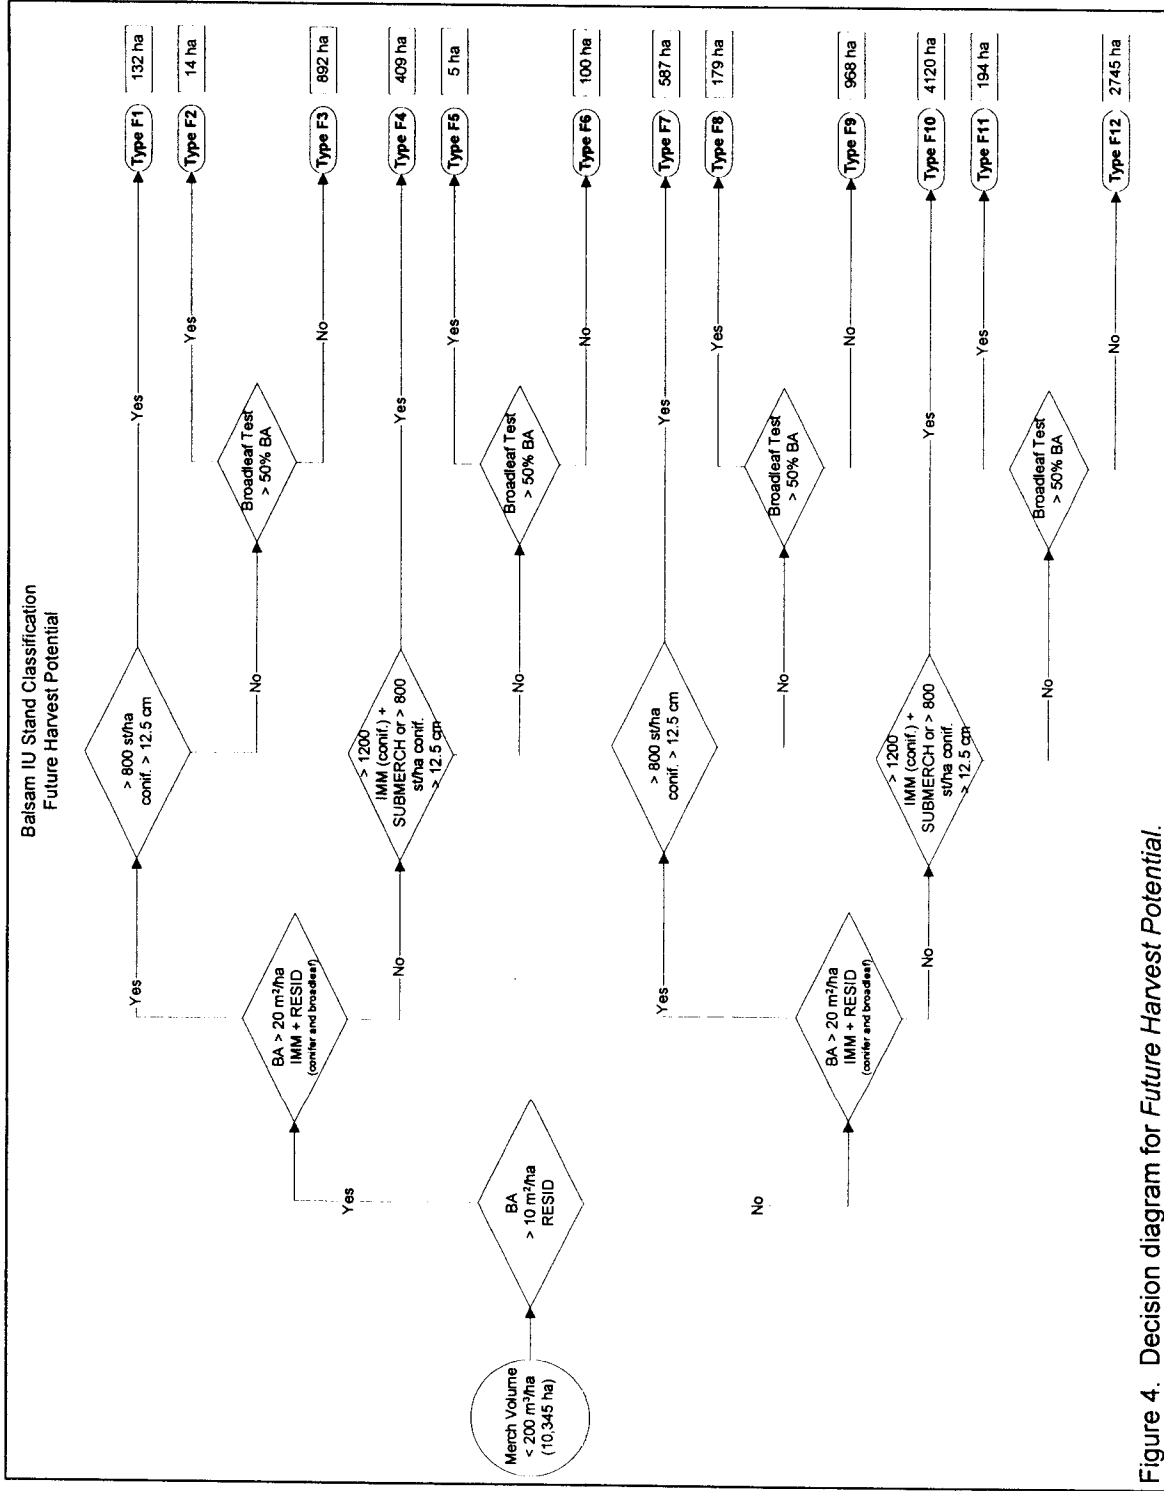 Balsam IU Stand Classification
Future Harvest Potential
Merch Volume
< 200 m³/ha
(10,345 ha)
BA
> 10 m²/ha
RESID
Yes
No
BA > 20 m²/ha
IMM + RESID
(conifer and broadleaf)
Yes
No
> 800 st/ha
conif. > 12.5 cm
Yes
No
Broadleaf Test
> 50% BA
Yes
No
> 1200
IMM (conif.) +
SUBMERCH or > 800
st/ha conif.
> 12.5 cm
Yes
No
Broadleaf Test
> 50% BA
Yes
No
BA > 20 m²/ha
IMM + RESID
(conifer and broadleaf)
Yes
No
> 800 st/ha
conif. > 12.5 cm
Yes
No
Broadleaf Test
> 50% BA
Yes
No
> 1200
IMM (conif.) +
SUBMERCH or > 800
st/ha conif.
> 12.5 cm
Yes
No
Broadleaf Test
> 50% BA
Yes
No
Type F1 132 ha
Type F2 14 ha
Type F3 892 ha
Type F4 409 ha
Type F5 5 ha
Type F6 100 ha
Type F7 587 ha
Type F8 179 ha
Type F9 968 ha
Type F10 4120 ha
Type F11 194 ha
Type F12 2745 ha
Figure 4. Decision diagram for Future Harvest Potential.